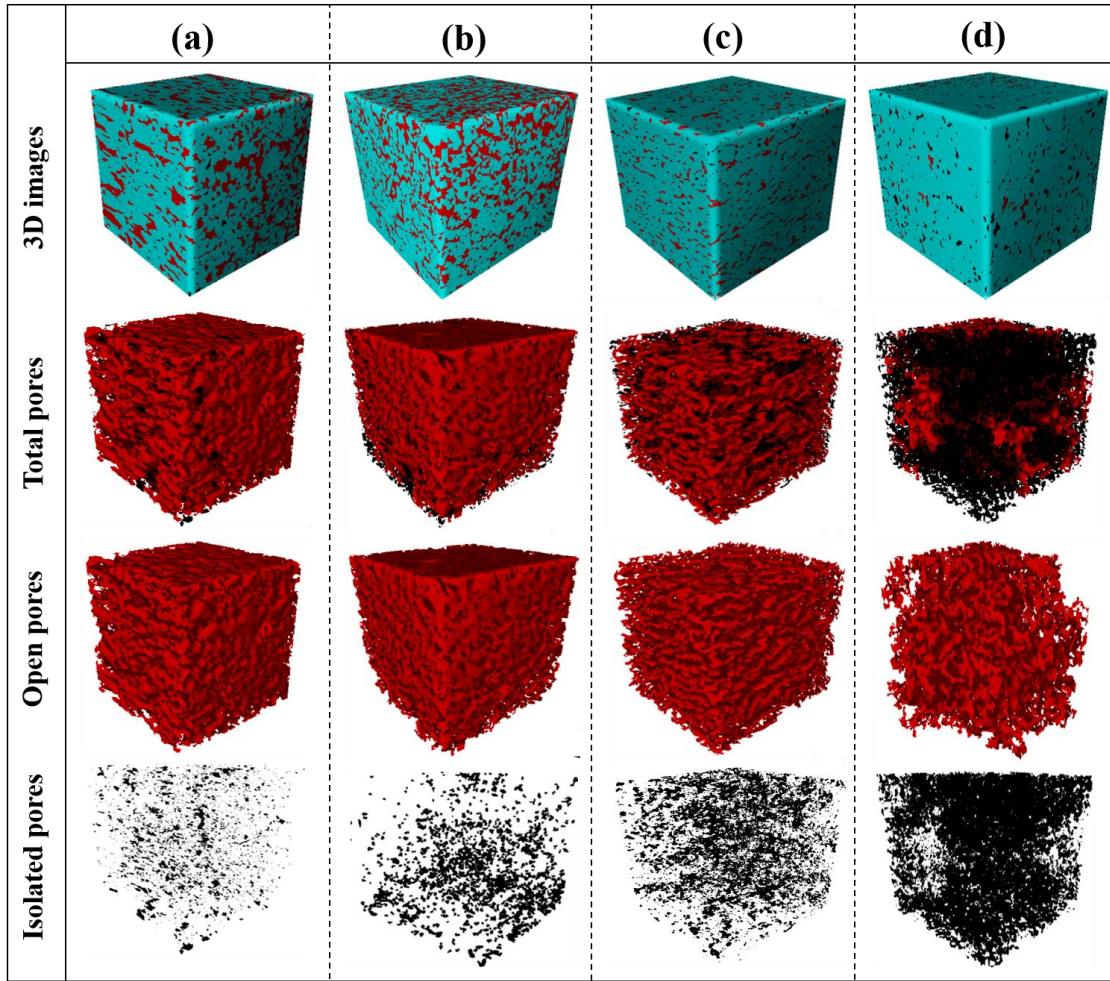 (a)
(b)
(c)
(d)
3D images
Total pores
Open pores
Isolated pores